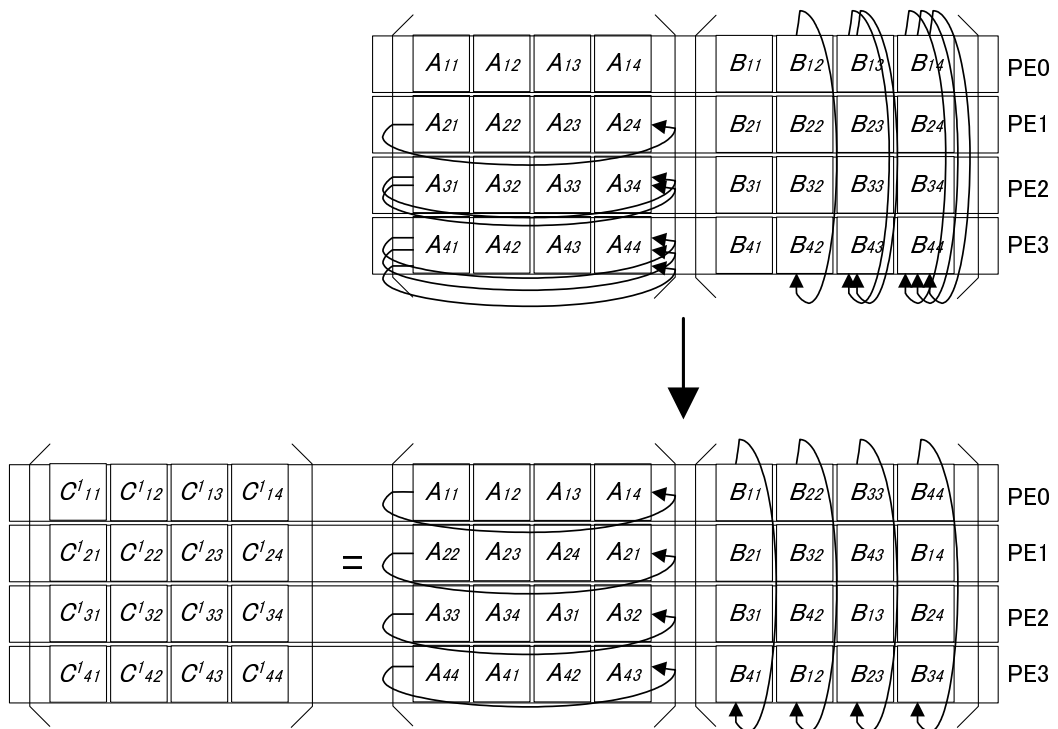 A11 A12 A13 A14 B11 B12 B13 B14 PE0
A21 A22 A23 A24 B21 B22 B23 B24 PE1
A31 A32 A33 A34 B31 B32 B33 B34 PE2
A41 A42 A43 A44 B41 B42 B43 B44 PE3
C¹11 C¹12 C¹13 C¹14 A11 A12 A13 A14 B11 B22 B33 B44 PE0
C¹21 C¹22 C¹23 C¹24 = A22 A23 A24 A21 B21 B32 B43 B14 PE1
C¹31 C¹32 C¹33 C¹34 A33 A34 A31 A32 B31 B42 B13 B24 PE2
C¹41 C¹42 C¹43 C¹44 A44 A41 A42 A43 B41 B12 B23 B34 PE3